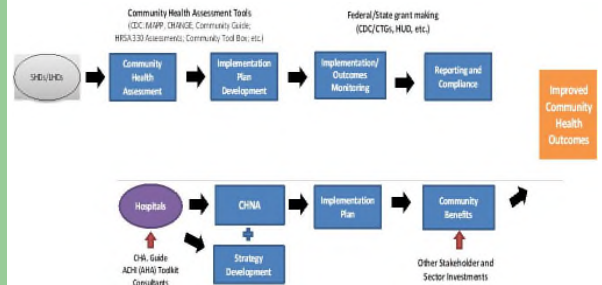 Community Health Assessment Tools
(CDC: MAPP, CHANGE, Community Guide;
HRSA 330 Assessments; Community Tool Box; etc.)
Federal/State grant making
(CDC/CTGs, HUD, etc.)
SHDs/LHDs
Community
Health
Assessment
Implementation
Plan
Development
Implementation/
Outcomes
Monitoring
Reporting and
Compliance
Improved
Community
Health
Outcomes
Hospitals
CHNA
Implementation
Plan
Community
Benefits
Strategy
Development
CHA, Guide
ACHI (AHA) Toolkit
Consultants
Other Stakeholder and
Sector Investments